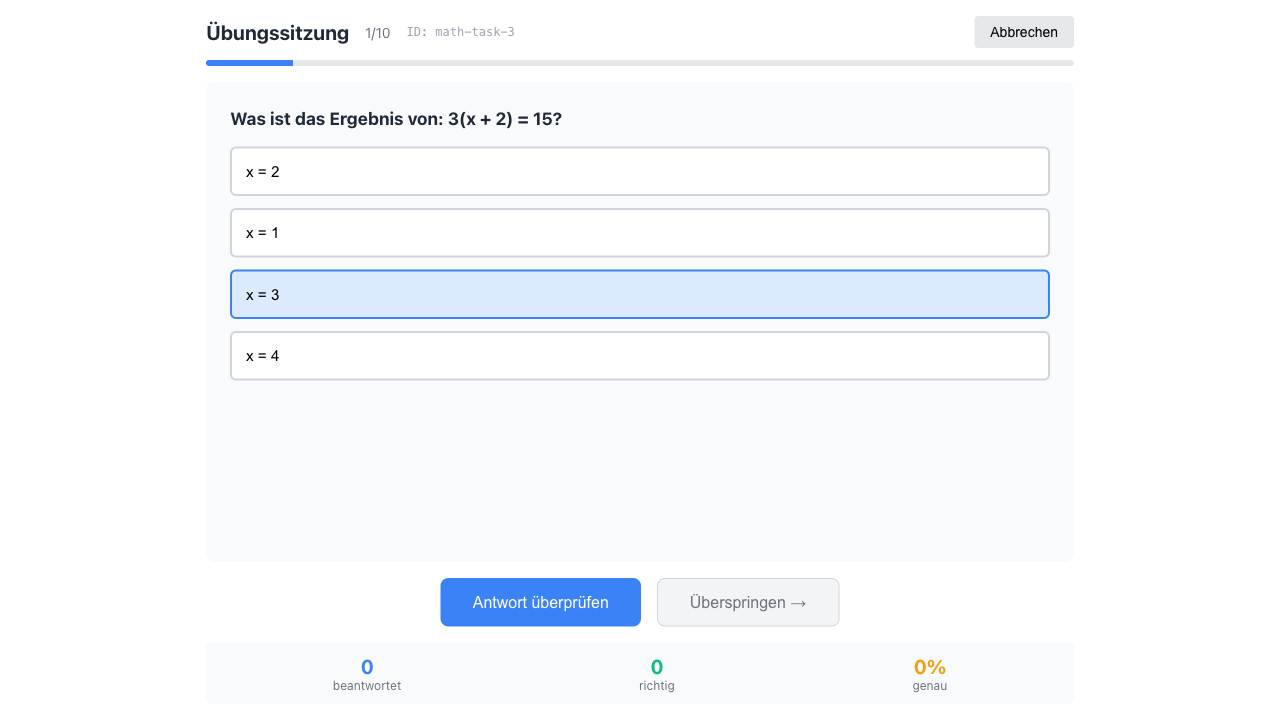 Übungssitzung 1/10 ID: math-task-3 Abbrechen
Was ist das Ergebnis von: 3(x + 2) = 15?
x = 2
x = 1
x = 3
x = 4
Antwort überprüfen Überspringen →
0 0 0%
beantwortet richtig genau